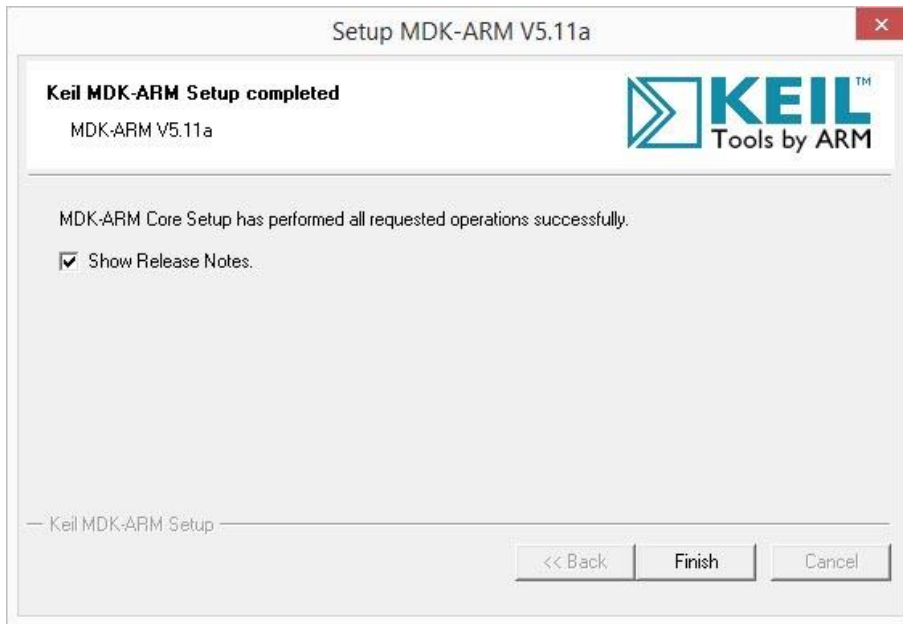 Setup MDK-ARM V5.11a
Keil MDK-ARM Setup completed
MDK-ARM V5.11a
KEIL™
Tools by ARM
MDK-ARM Core Setup has performed all requested operations successfully.
Show Release Notes.
Keil MDK-ARM Setup
<< Back Finish Cancel